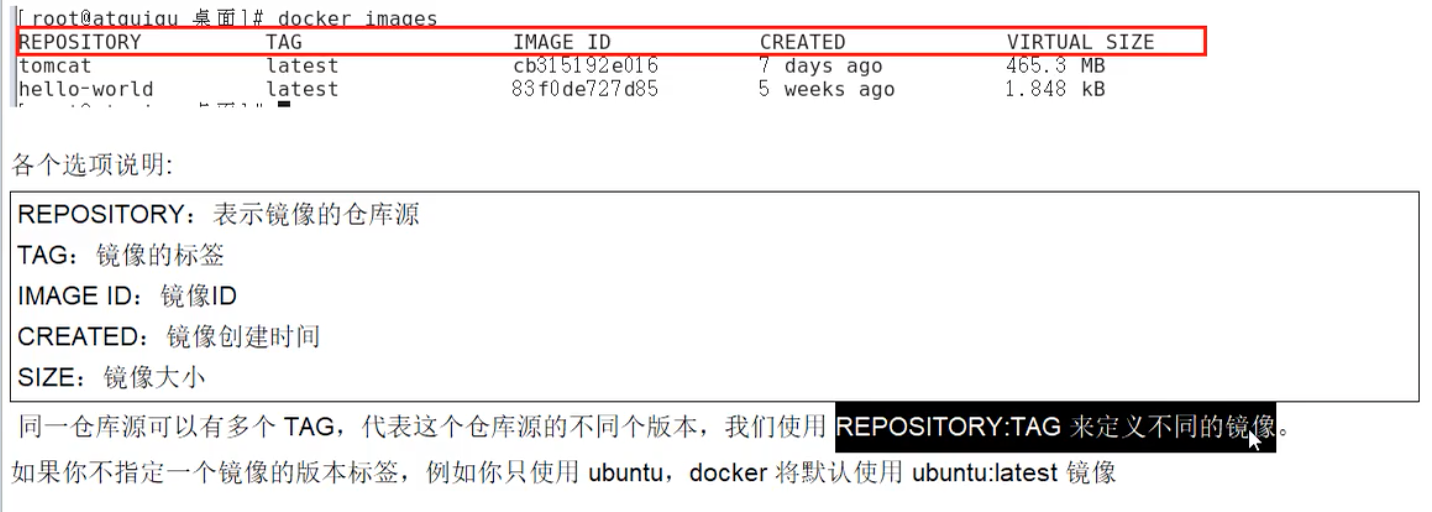 [root@atguigu 桌面]# docker images
REPOSITORY TAG IMAGE ID CREATED VIRTUAL SIZE
tomcat latest cb315192e016 7 days ago 465.3 MB
hello-world latest 83f0de727d85 5 weeks ago 1.848 kB
各个选项说明:
REPOSITORY：表示镜像的仓库源
TAG：镜像的标签
IMAGE ID：镜像ID
CREATED：镜像创建时间
SIZE：镜像大小
同一仓库源可以有多个 TAG，代表这个仓库源的不同个版本，我们使用 REPOSITORY:TAG 来定义不同的镜像。
如果你不指定一个镜像的版本标签，例如你只使用 ubuntu，docker 将默认使用 ubuntu:latest 镜像